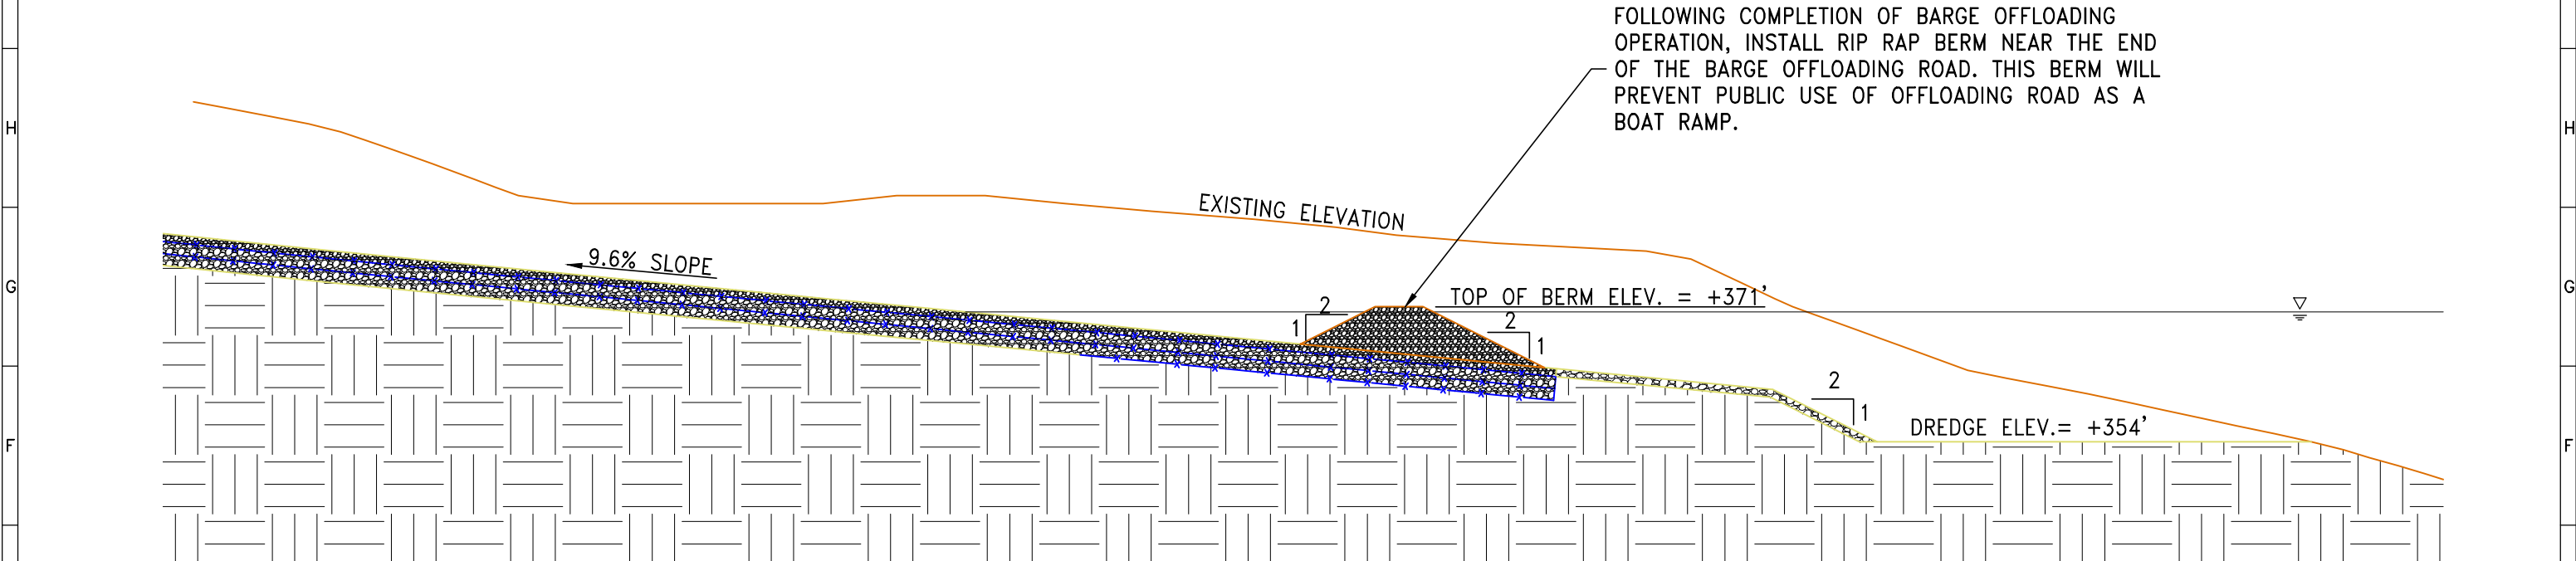 FOLLOWING COMPLETION OF BARGE OFFLOADING
OPERATION, INSTALL RIP RAP BERM NEAR THE END
OF THE BARGE OFFLOADING ROAD. THIS BERM WILL
PREVENT PUBLIC USE OF OFFLOADING ROAD AS A
BOAT RAMP.
H
H
EXISTING ELEVATION
9.6% SLOPE
G
G
TOP OF BERM ELEV. = +371'
2
1
2
1
2
1
DREDGE ELEV.= +354'
F
F